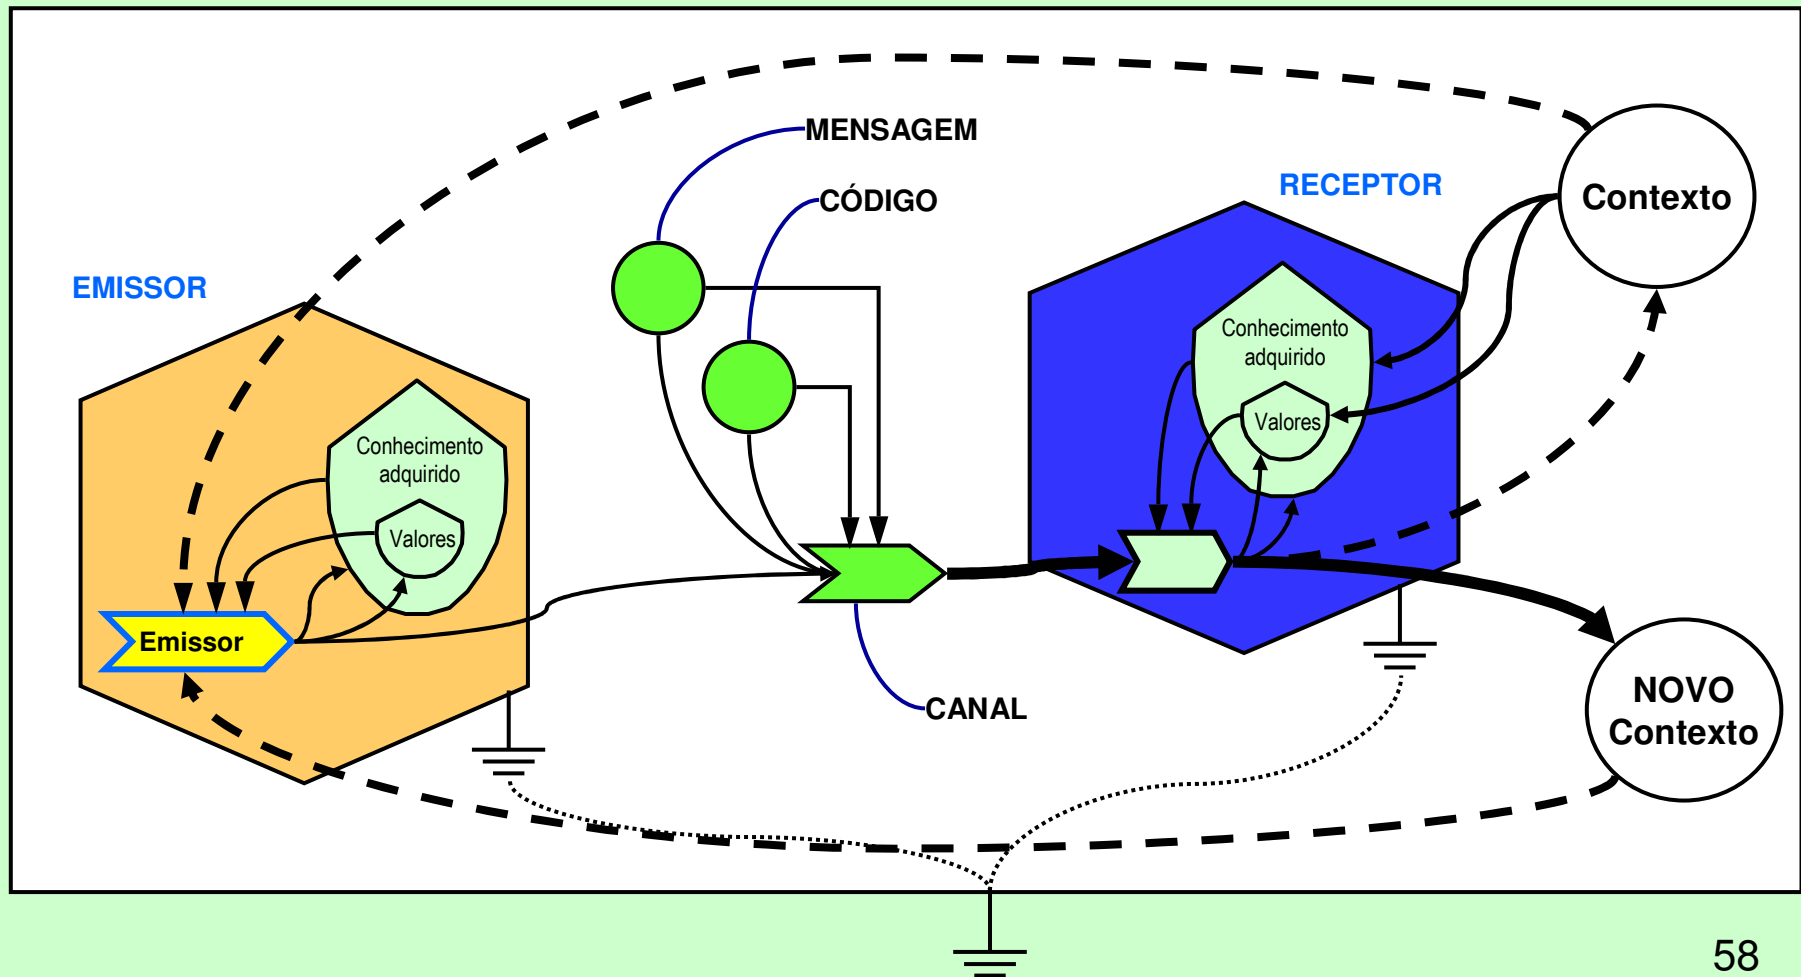 MENSAGEM
CÓDIGO
RECEPTOR
Contexto
EMISSOR
Conhecimento
adquirido
Valores
Conhecimento
adquirido
Valores
Emissor
CANAL
NOVO
Contexto
58